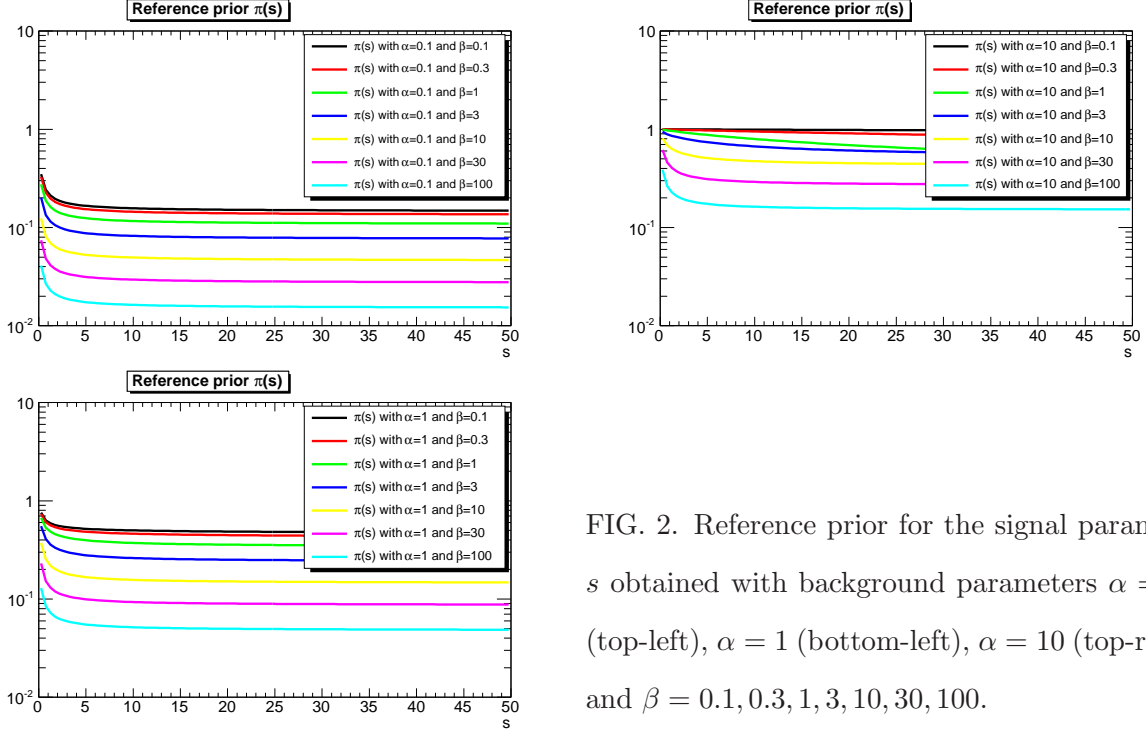 Reference prior π(s)
10
1
10-1
10-2
0 5 10 15 20 25 30 35 40 45 50
s
π(s) with α=0.1 and β=0.1
π(s) with α=0.1 and β=0.3
π(s) with α=0.1 and β=1
π(s) with α=0.1 and β=3
π(s) with α=0.1 and β=10
π(s) with α=0.1 and β=30
π(s) with α=0.1 and β=100
Reference prior π(s)
10
1
10-1
10-2
0 5 10 15 20 25 30 35 40 45 50
s
π(s) with α=10 and β=0.1
π(s) with α=10 and β=0.3
π(s) with α=10 and β=1
π(s) with α=10 and β=3
π(s) with α=10 and β=10
π(s) with α=10 and β=30
π(s) with α=10 and β=100
Reference prior π(s)
10
1
10-1
10-2
0 5 10 15 20 25 30 35 40 45 50
s
π(s) with α=1 and β=0.1
π(s) with α=1 and β=0.3
π(s) with α=1 and β=1
π(s) with α=1 and β=3
π(s) with α=1 and β=10
π(s) with α=1 and β=30
π(s) with α=1 and β=100
FIG. 2. Reference prior for the signal param
s obtained with background parameters α =
(top-left), α = 1 (bottom-left), α = 10 (top-r
and β = 0.1, 0.3, 1, 3, 10, 30, 100.